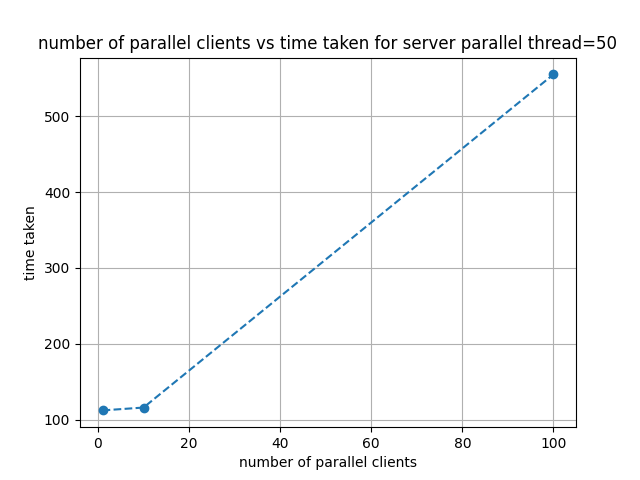 number of parallel clients vs time taken for server parallel thread=50
500
400
300
200
100
time taken
0 20 40 60 80 100
number of parallel clients